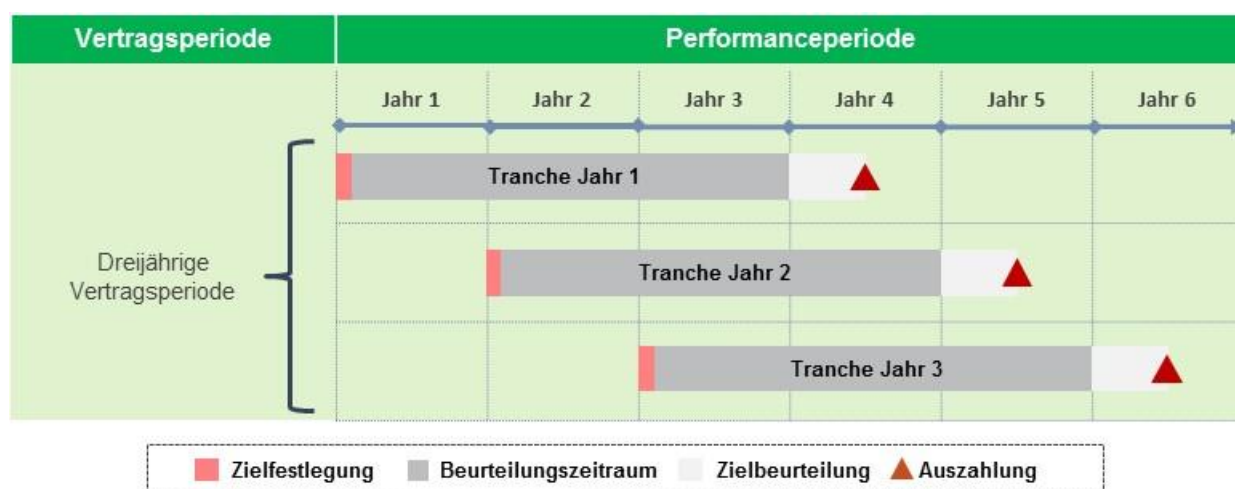 Vertragsperiode Performanceperiode
Jahr 1 Jahr 2 Jahr 3 Jahr 4 Jahr 5 Jahr 6
Tranche Jahr 1
Dreijährige
Vertragsperiode
Tranche Jahr 2
Tranche Jahr 3
Zielfestlegung Beurteilungszeitraum Zielbeurteilung Auszahlung